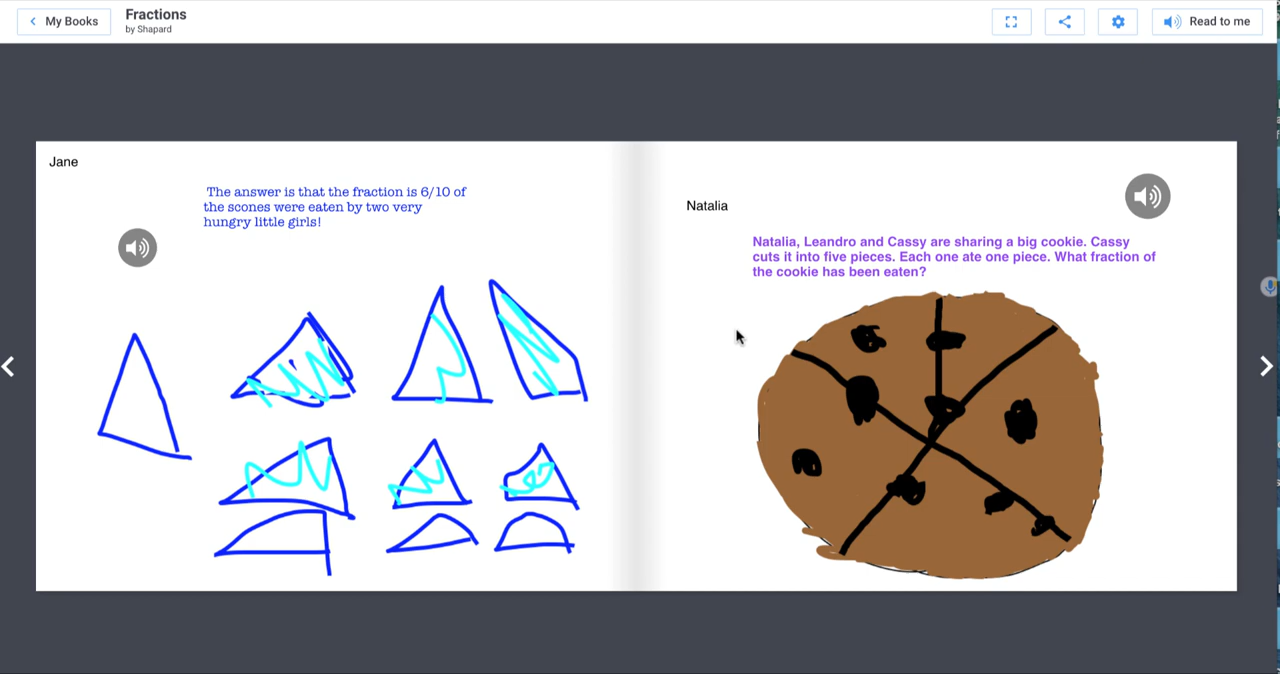 My Books
Fractions
by Shapard
Read to me
Jane
The answer is that the fraction is 6/10 of
the scones were eaten by two very
hungry little girls!
Natalia
Natalia, Leandro and Cassy are sharing a big cookie. Cassy
cuts it into five pieces. Each one ate one piece. What fraction of
the cookie has been eaten?